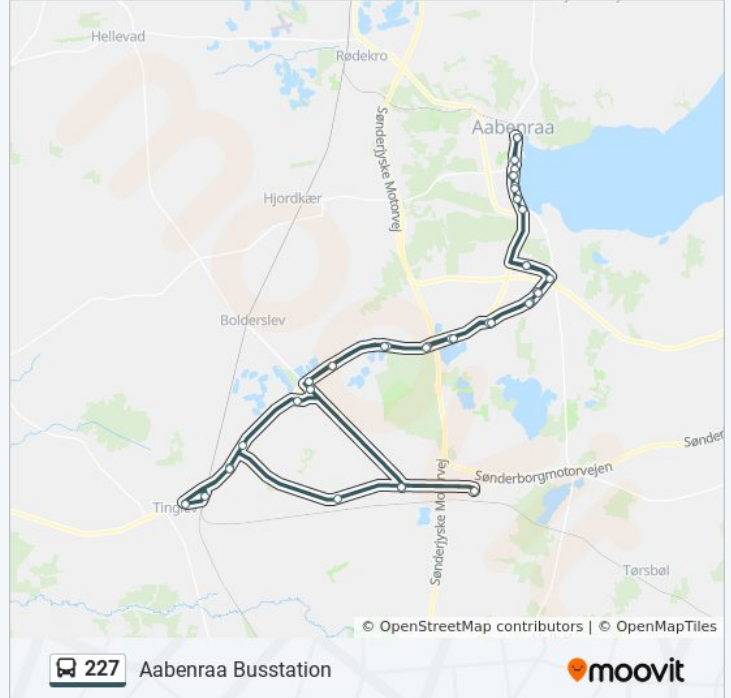 Hellevad
Rødekro
Aabenraa
Sønderjyske Motorvej
Hjordkær
Bolderslev
Sønder
Sønderborgmotorvejen
Tinglev
Sønderjyske Motorvej
Tørsbøl
© OpenStreetMap contributors | © OpenMapTiles
227 Aabenraa Busstation
moovit